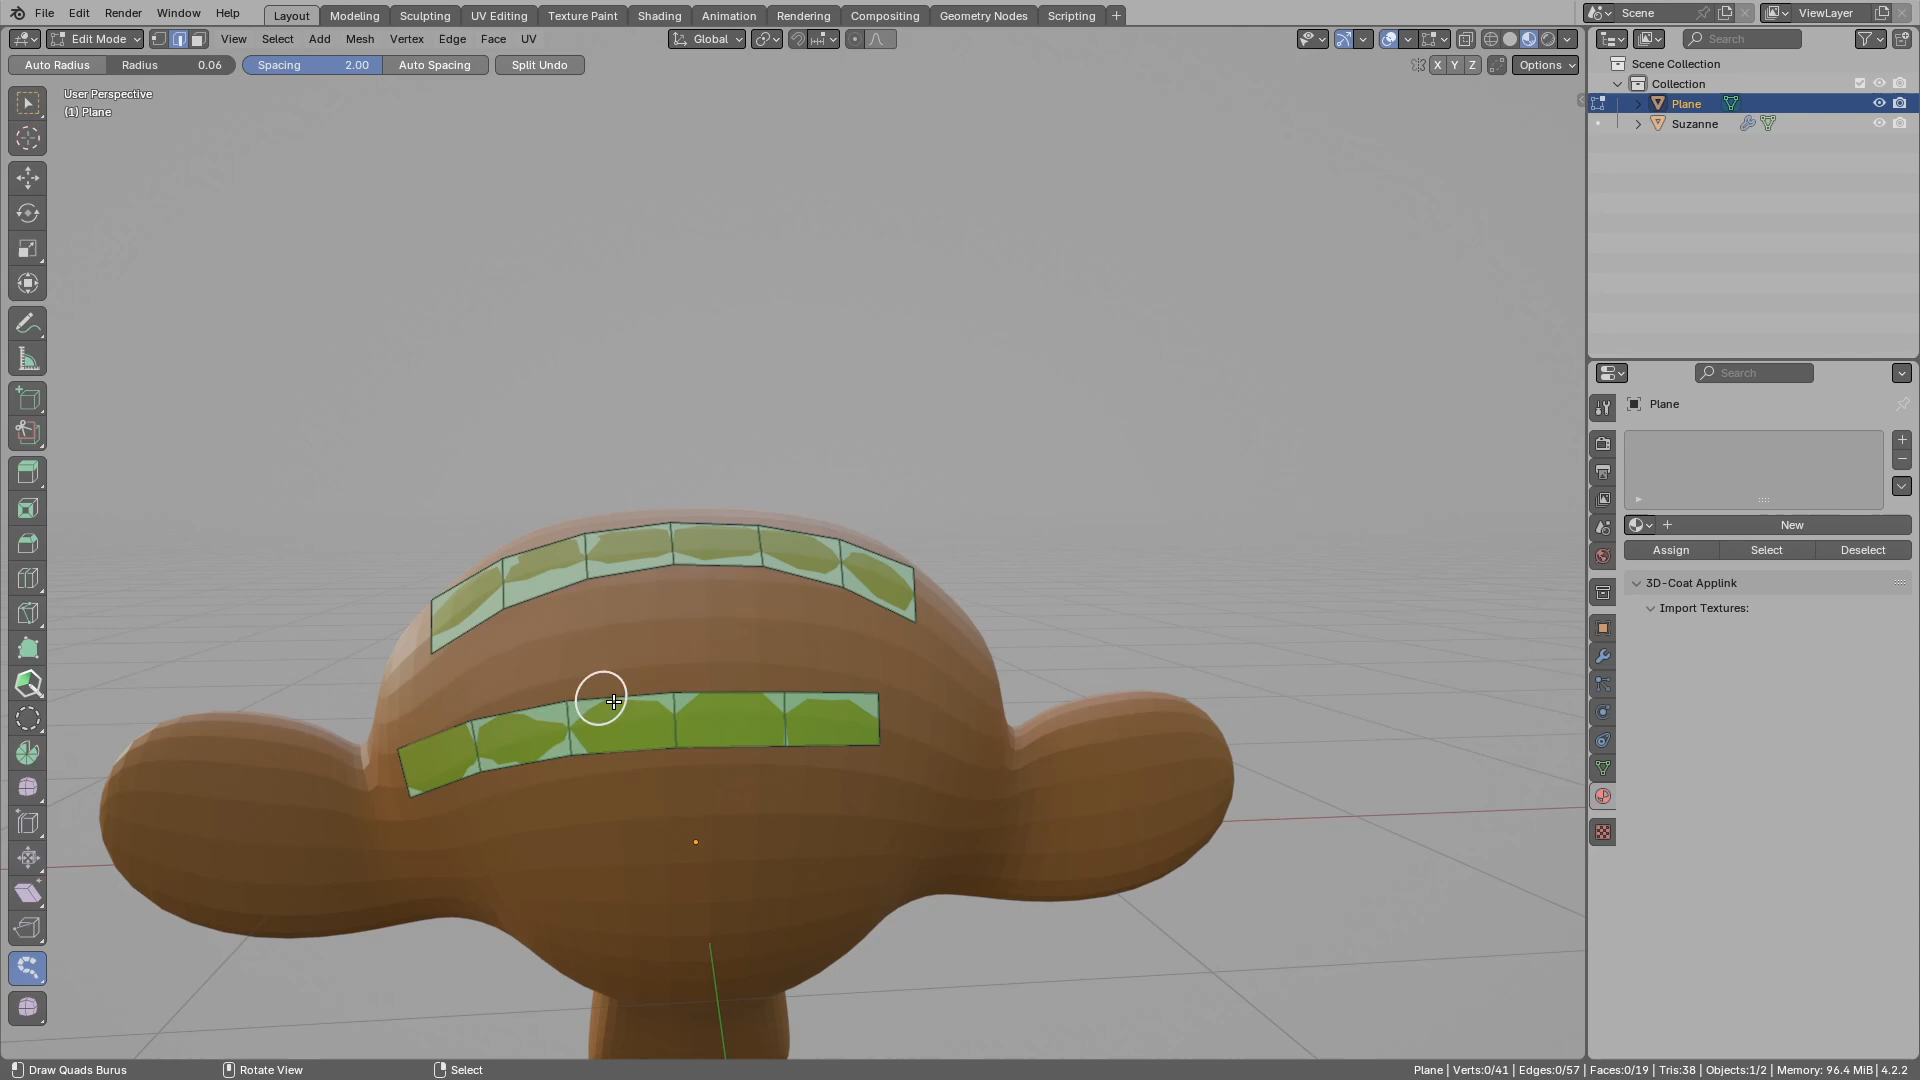 File Edit Render Window Help Layout Modeling Sculpting UV Editing Texture Paint Shading Animation Rendering Compositing Geometry Nodes Scripting + Scene ViewLayer
Edit Mode View Select Add Mesh Vertex Edge Face UV Global Search
Auto Radius Radius 0.06 Spacing 2.00 Auto Spacing Split Undo X Y Z Options
Scene Collection
Collection
Plane
Suzanne
User Perspective
(1) Plane
Search
Plane
New
Assign Select Deselect
3D-Coat Applink
Import Textures:
Draw Quads Burus Rotate View Select Plane | Verts:0/41 | Edges:0/57 | Faces:0/19 | Tris:38 | Objects:1/2 | Memory: 96.4 MiB | 4.2.2